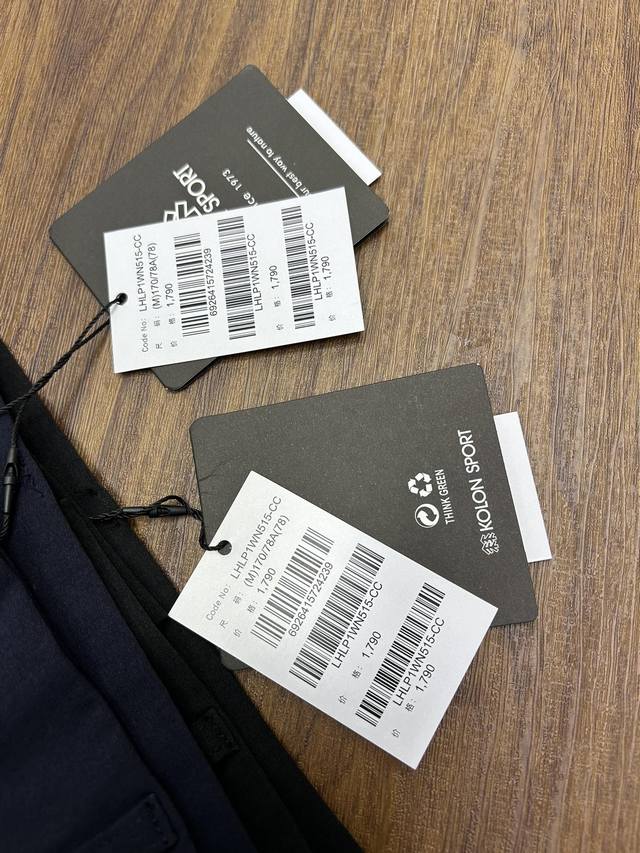 ur best way to nature
ce 1973
SPORT
Code No: LHLP1WN515-CC
尺 码: (M)170/78A(78)
价 格: 1,790
6926415724239
LHLP1WN515-CC
价 格: 1,790
LHLP1WN515-CC
价 格: 1,790
THINK GREEN
KOLON SPORT
Code No: LHLP1WN515-CC
尺 码: (M)170/78A(78)
价 格: 1,790
6926415724239
LHLP1WN515-CC
价 格: 1,790
LHLP1WN515-CC
价 格: 1,790